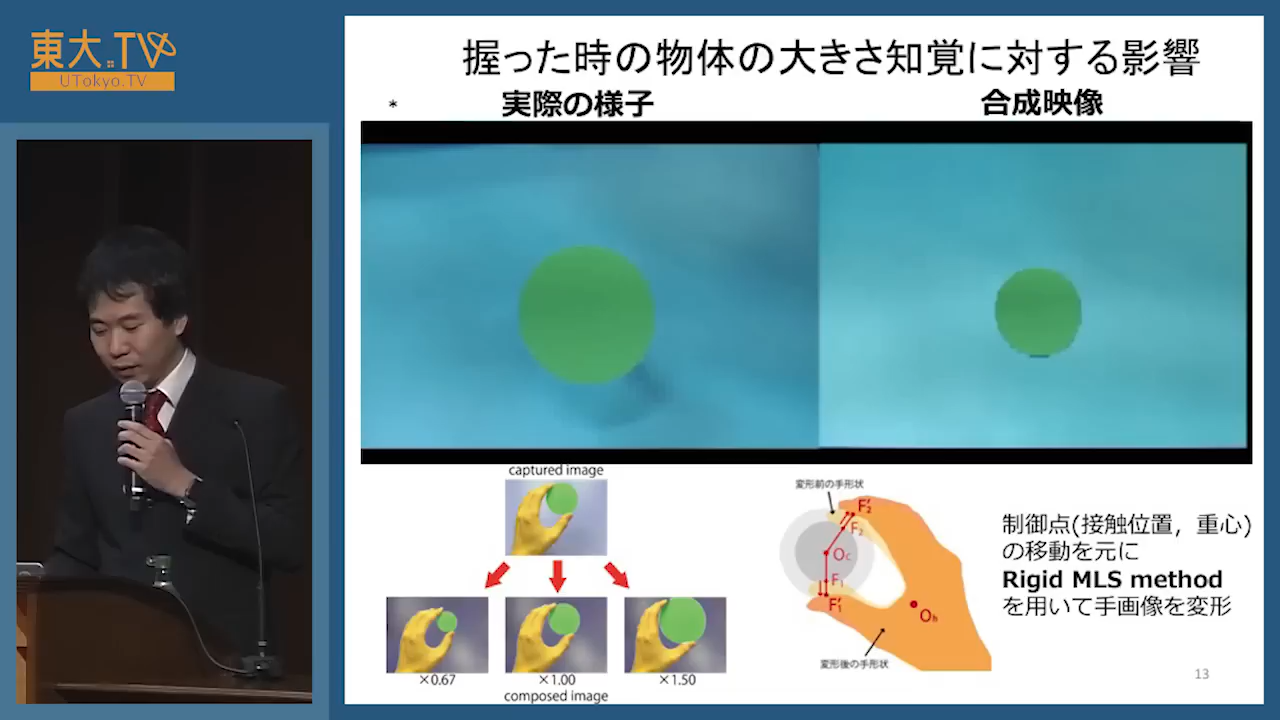 東大.TV
UTokyo.TV
握った時の物体の大きさ知覚に対する影響
* 実際の様子 合成映像
captured image
×0.67 ×1.00 ×1.50
composed image
変形前の手形状
F'₂
F₂
Oc
F₁
F'₁
Oh
変形後の手形状
制御点(接触位置，重心)
の移動を元に
Rigid MLS method
を用いて手画像を変形
13